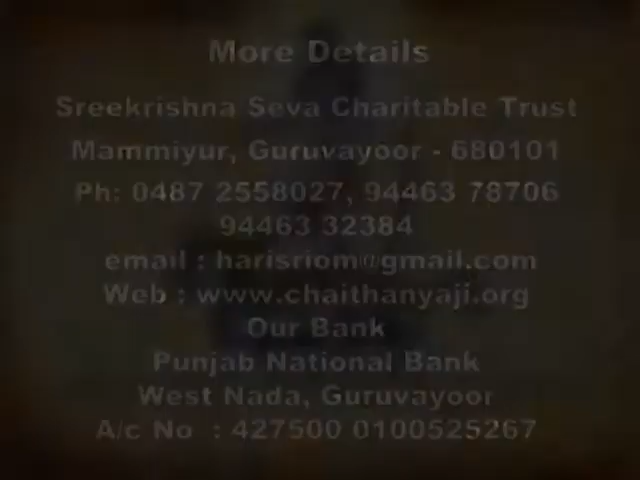 More Details
Sreekrishna Seva Charitable Trust
Mammiyur, Guruvayoor - 680101
Ph: 0487 2558027, 94463 78706
94463 32384
email : harisriom@gmail.com
Web : www.chaithanyaji.org
Our Bank
Punjab National Bank
West Nada, Guruvayoor
A/c No : 427500 0100525267